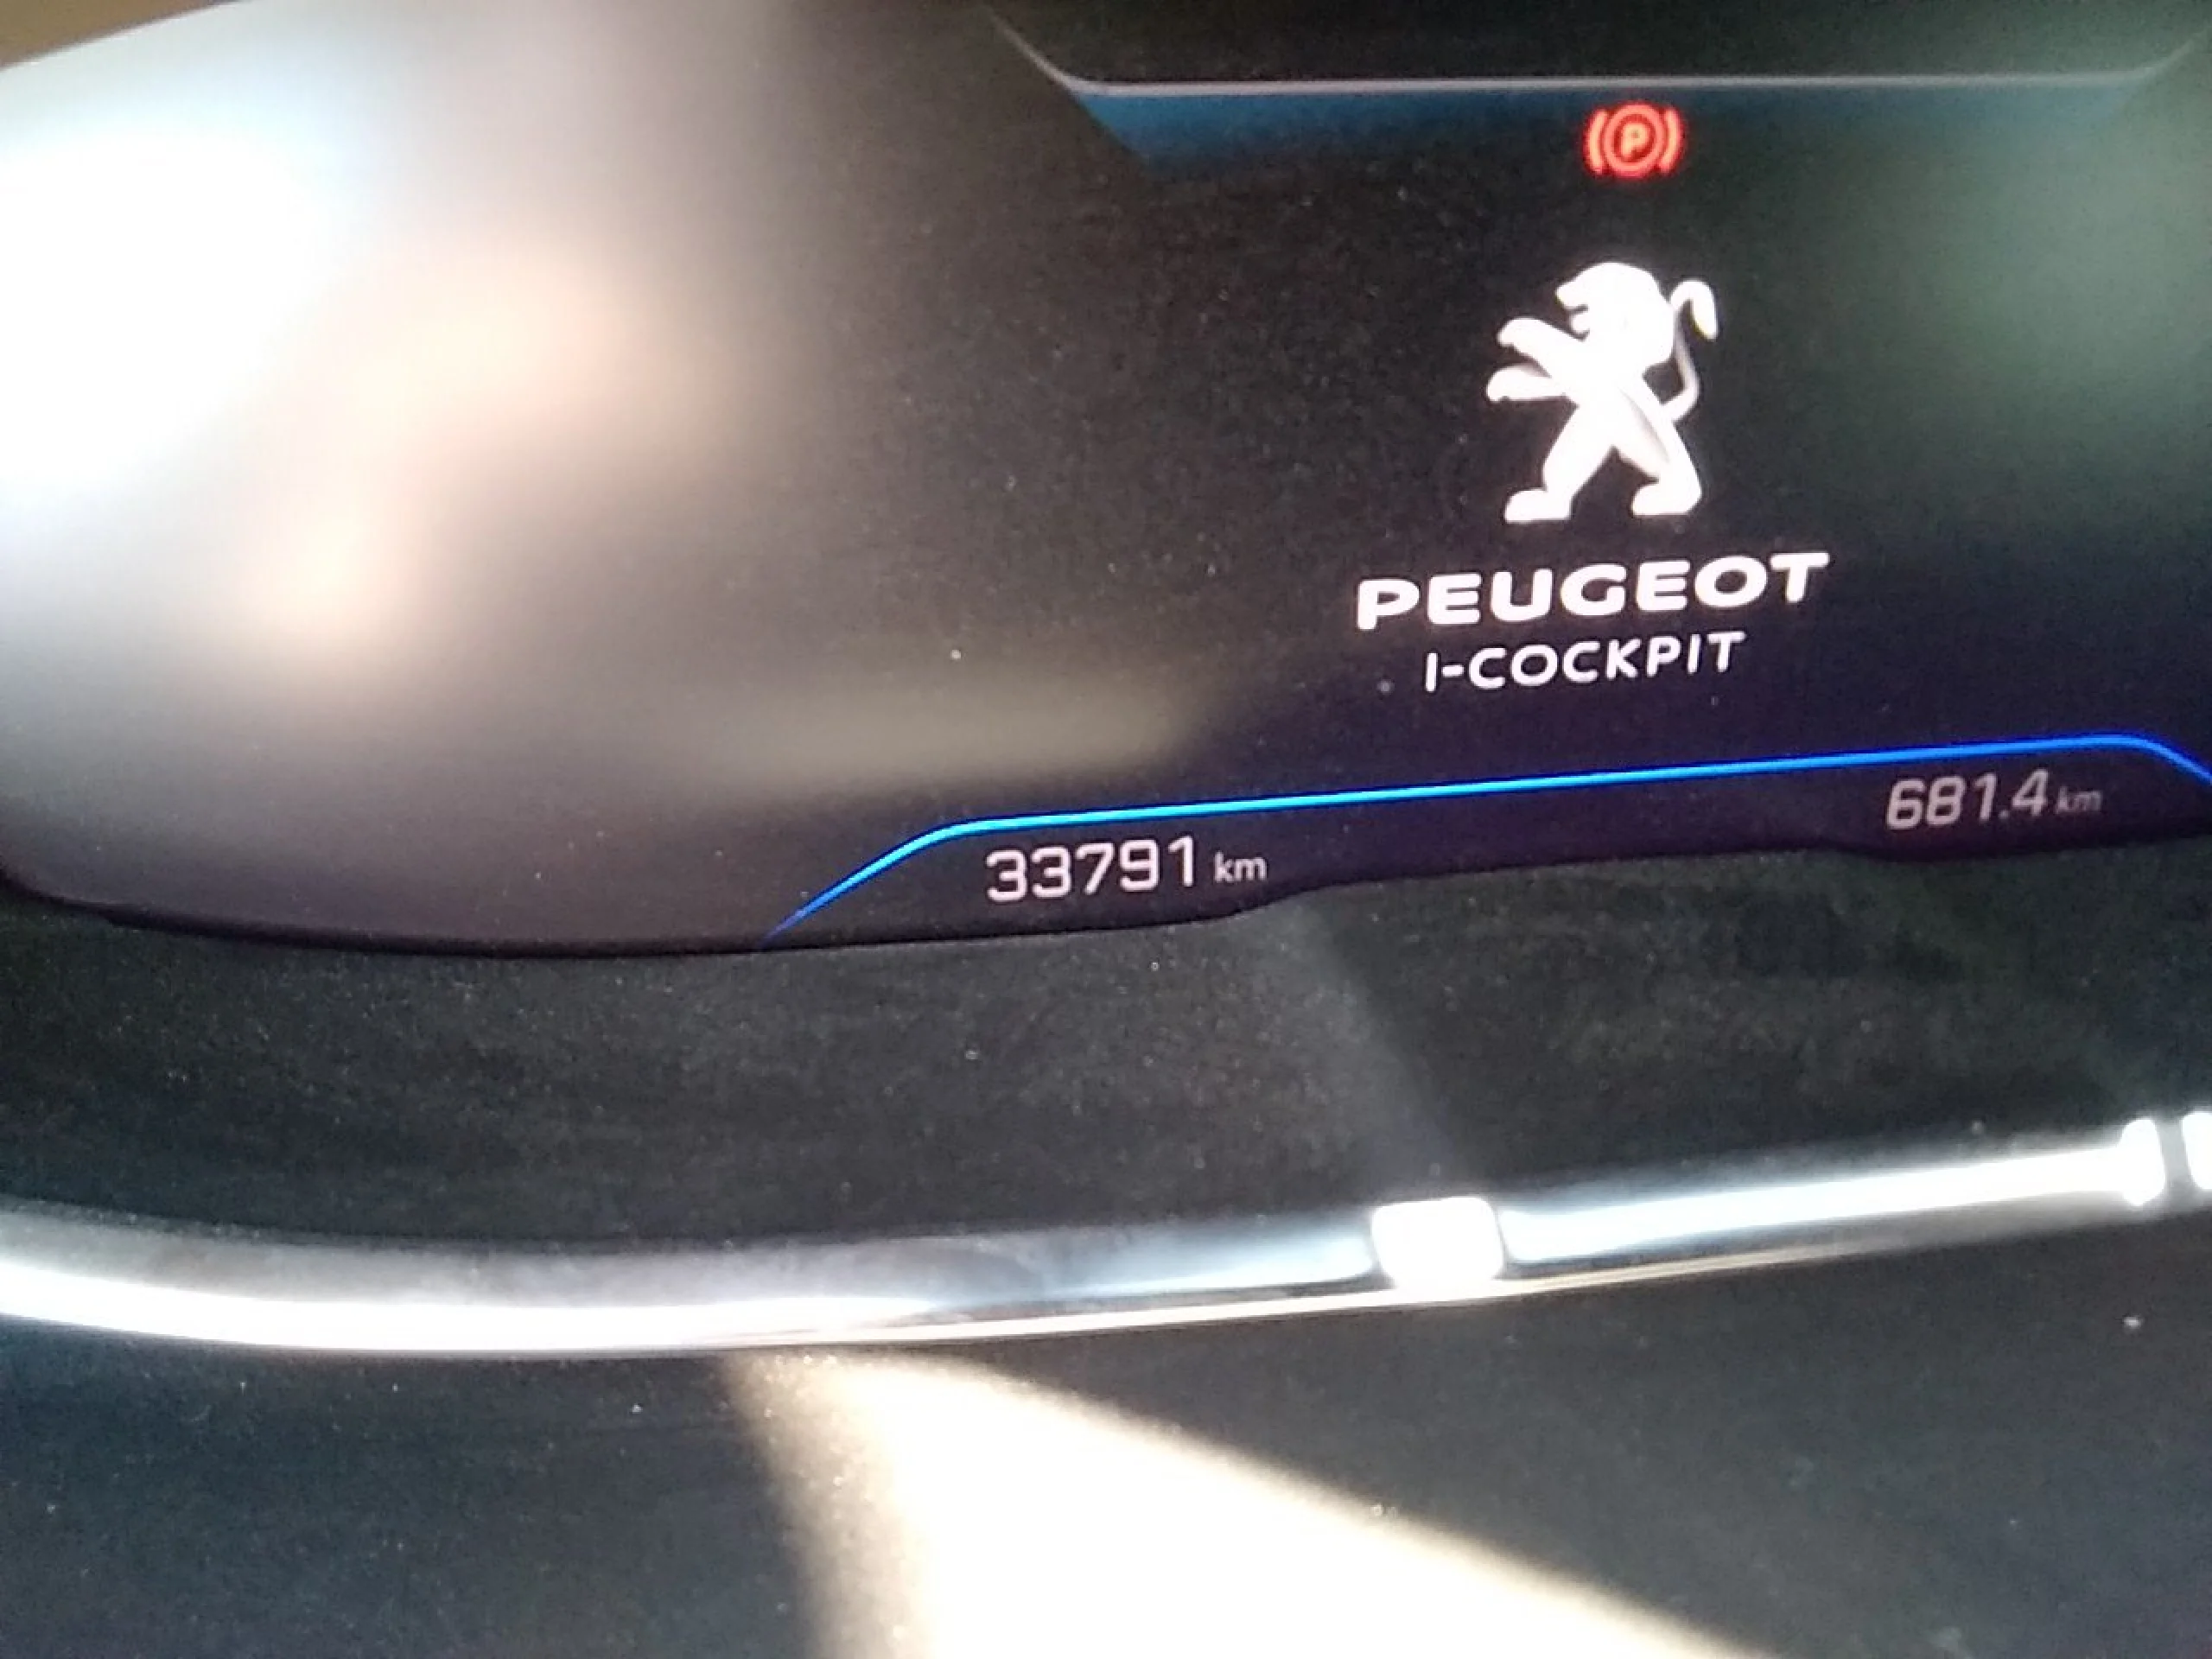 P
PEUGEOT
I-COCKPIT
33791 km
681.4 km